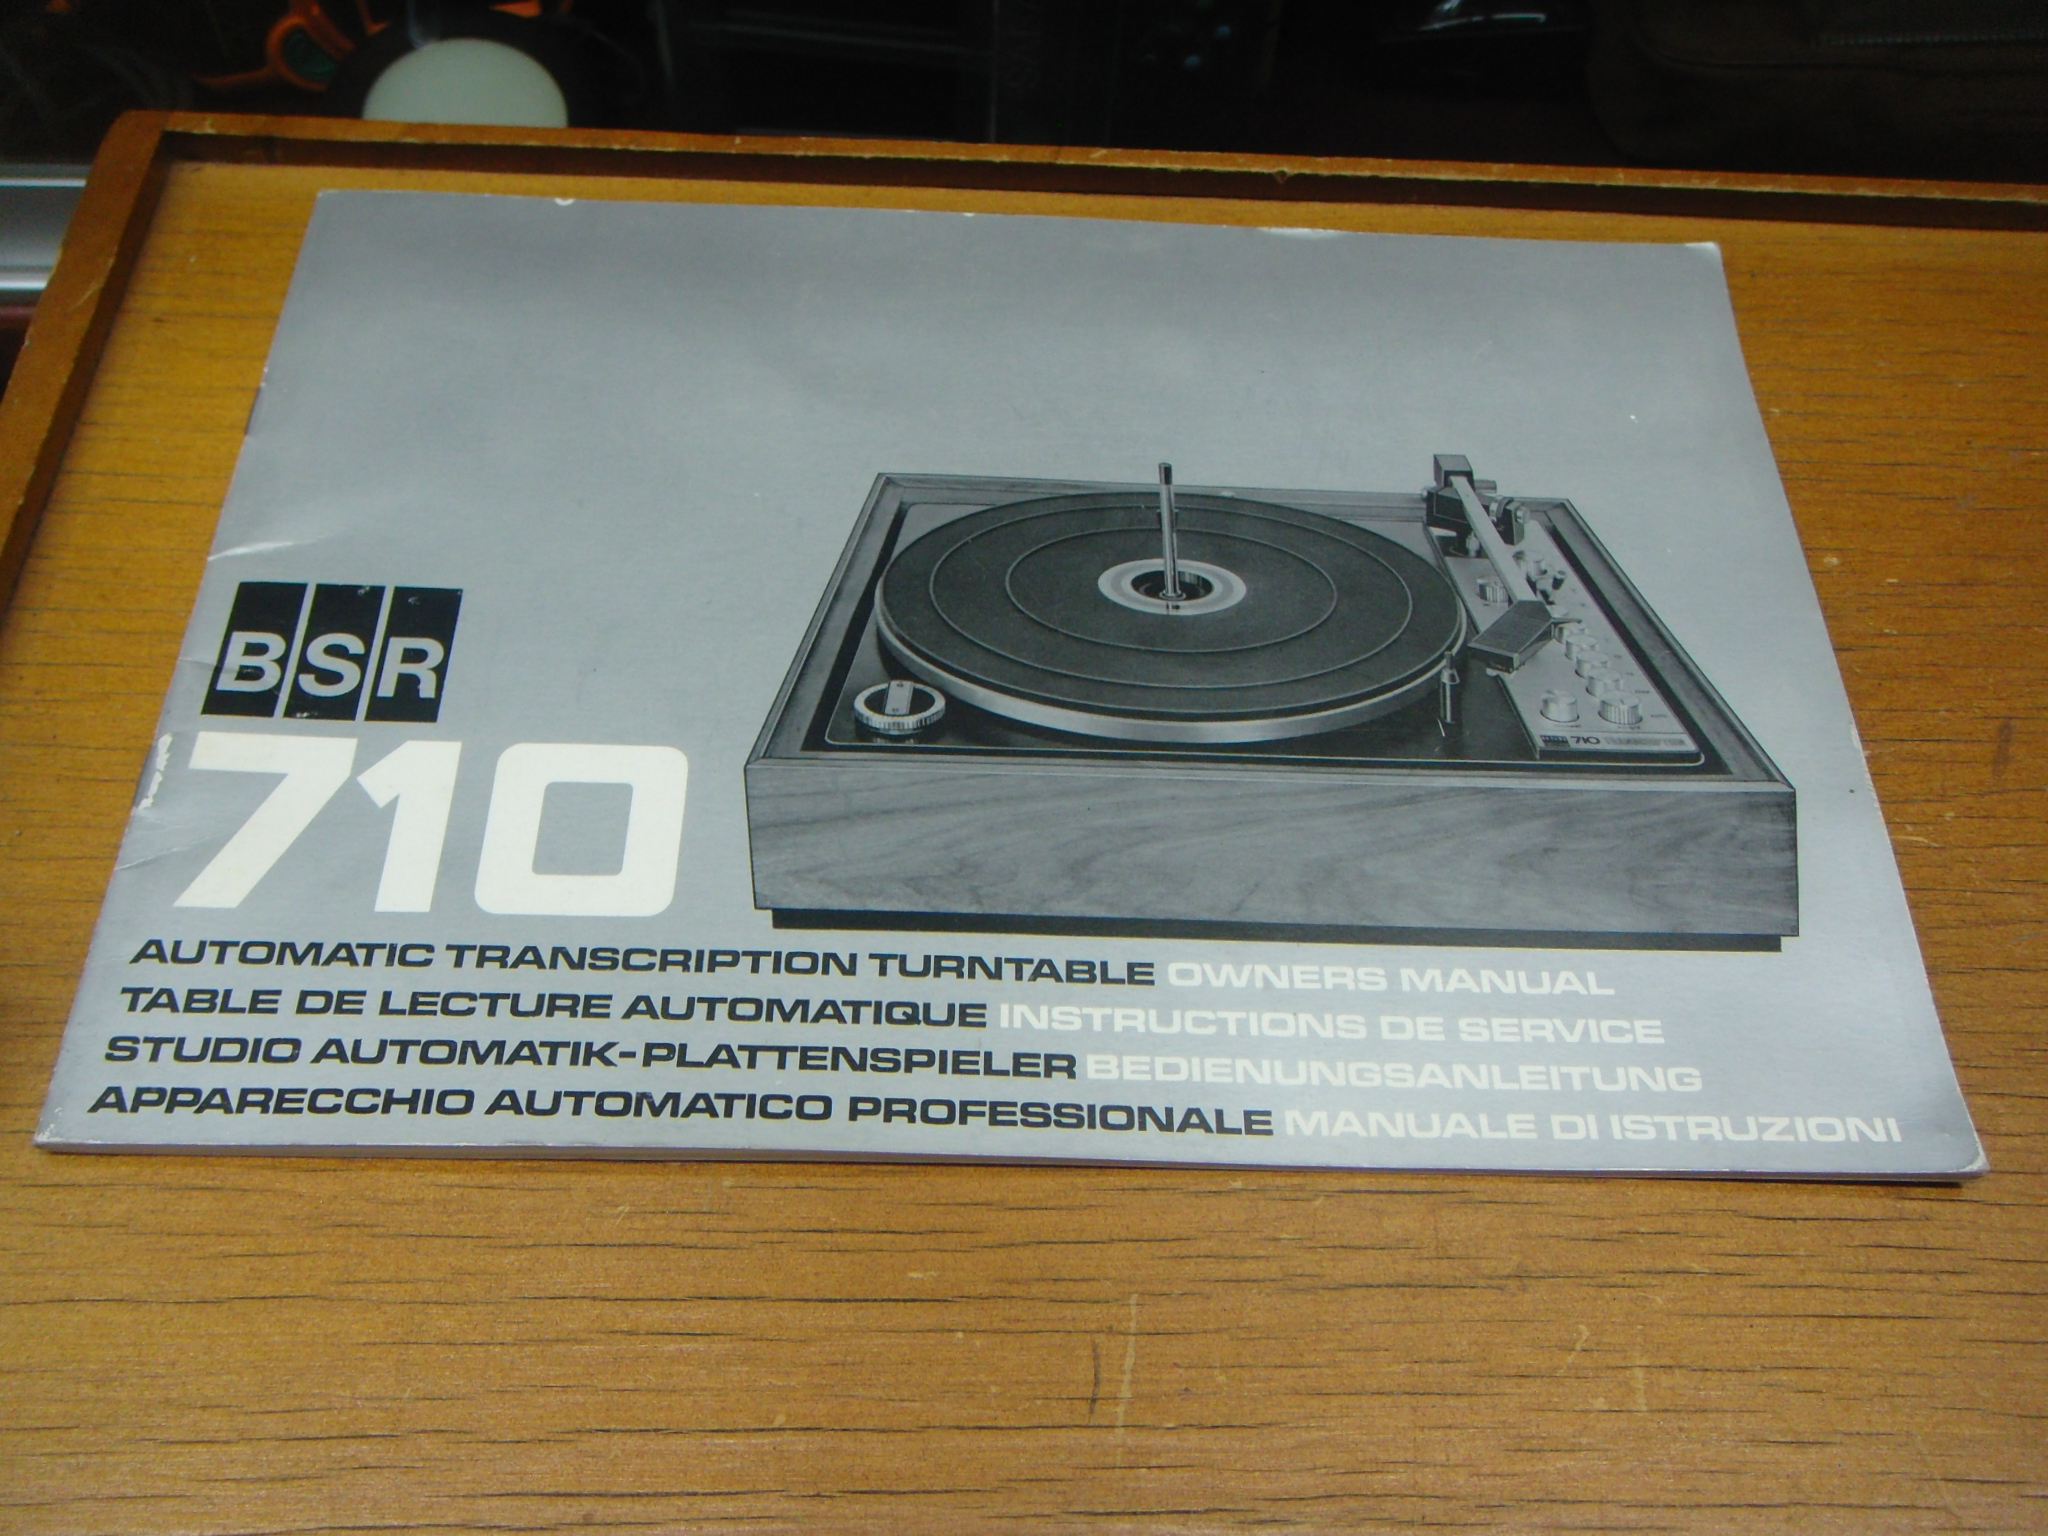 BSR
710
710
AUTOMATIC TRANSCRIPTION TURNTABLE OWNERS MANUAL
TABLE DE LECTURE AUTOMATIQUE INSTRUCTIONS DE SERVICE
STUDIO AUTOMATIK-PLATTENSPIELER BEDIENUNGSANLEITUNG
APPARECCHIO AUTOMATICO PROFESSIONALE MANUALE DI ISTRUZIONI